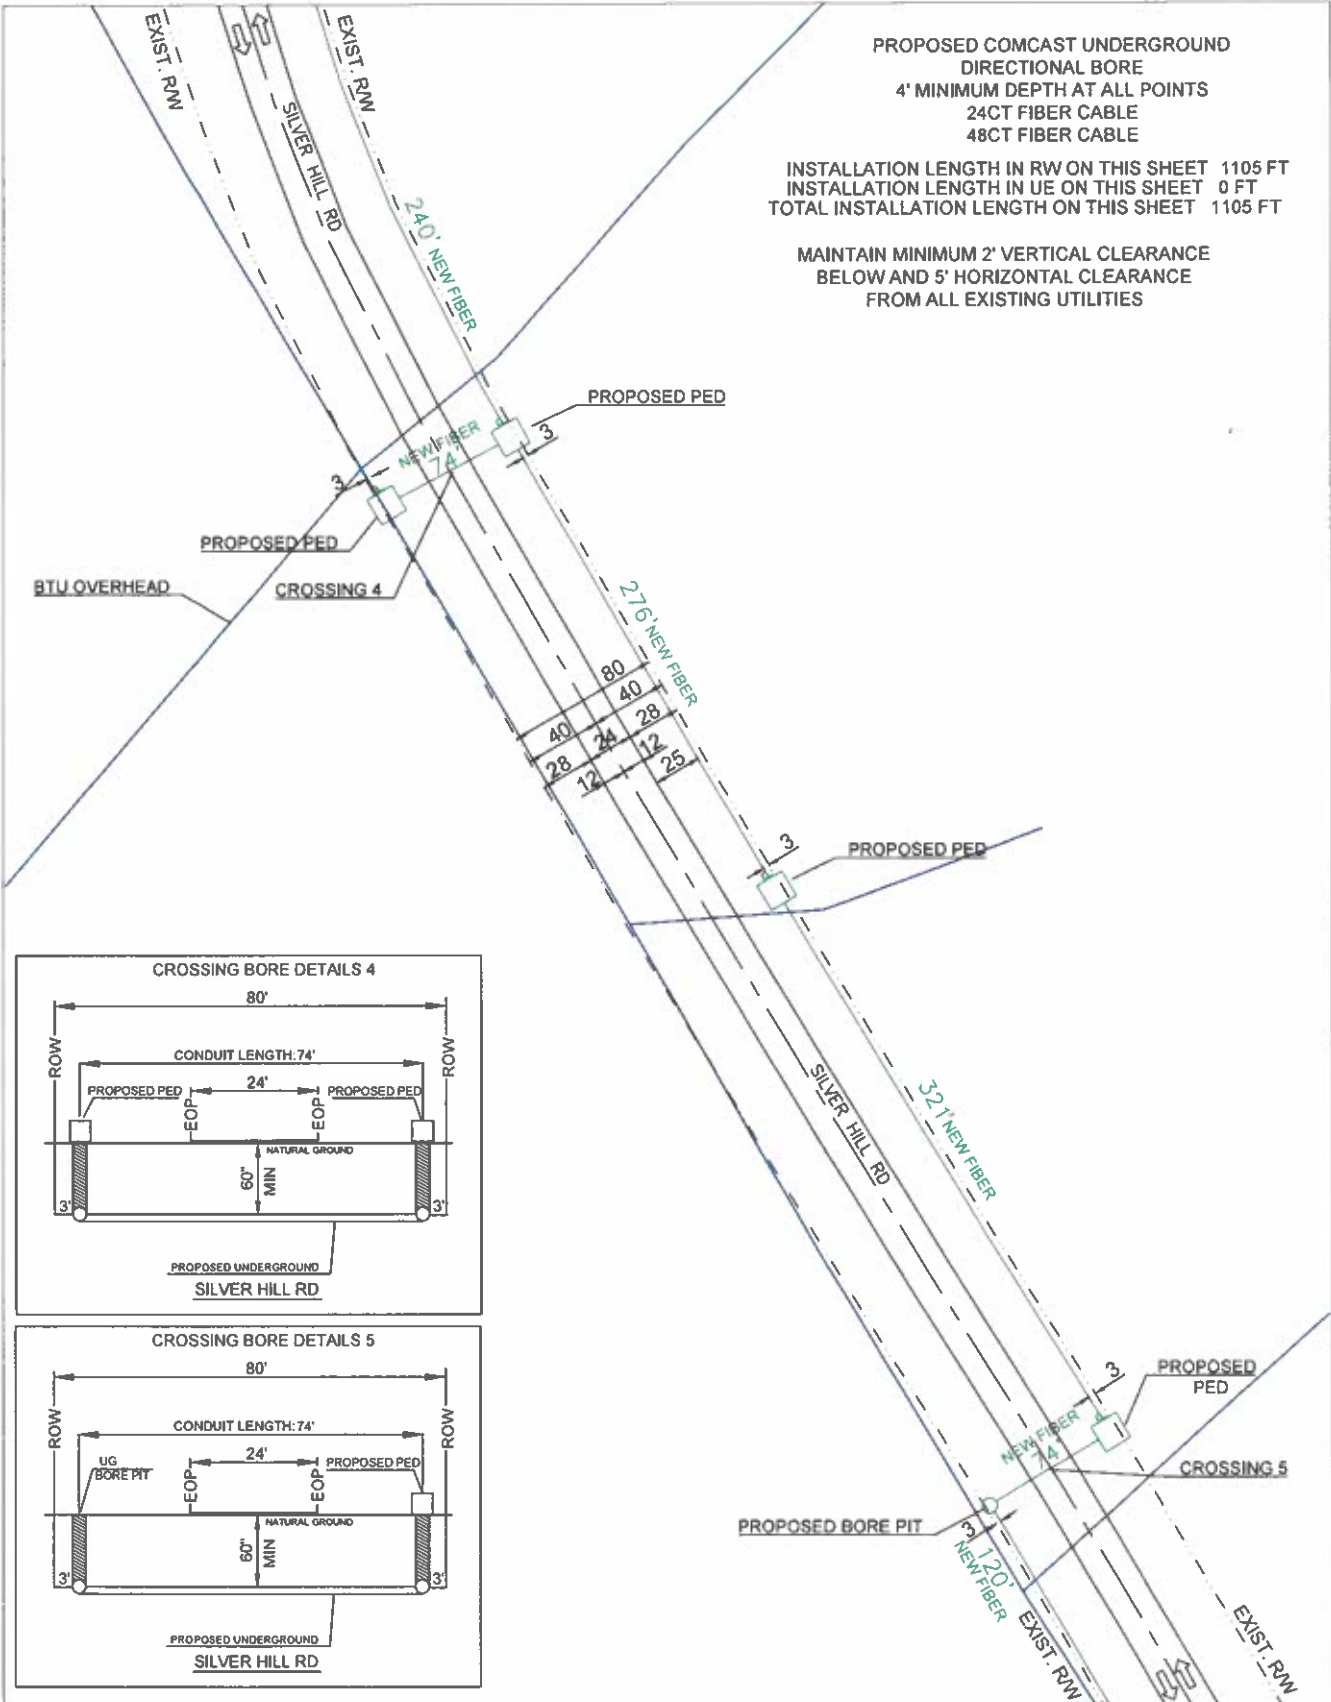 PROPOSED COMCAST UNDERGROUND
DIRECTIONAL BORE
4' MINIMUM DEPTH AT ALL POINTS
24CT FIBER CABLE
48CT FIBER CABLE
INSTALLATION LENGTH IN RW ON THIS SHEET 1105 FT
INSTALLATION LENGTH IN UE ON THIS SHEET 0 FT
TOTAL INSTALLATION LENGTH ON THIS SHEET 1105 FT
MAINTAIN MINIMUM 2' VERTICAL CLEARANCE
BELOW AND 5' HORIZONTAL CLEARANCE
FROM ALL EXISTING UTILITIES
EXIST. R/W
EXIST. R/W
SILVER HILL RD
240' NEW FIBER
PROPOSED PED
3
NEW FIBER
74'
3
PROPOSED PED
BTU OVERHEAD
CROSSING 4
276' NEW FIBER
80
40
40
28
24
12
28
25
12
3
PROPOSED PED
SILVER HILL RD
321' NEW FIBER
3
PROPOSED
PED
NEW FIBER
74'
CROSSING 5
PROPOSED BORE PIT
3
120'
NEW FIBER
EXIST. R/W
EXIST. R/W
CROSSING BORE DETAILS 4
80'
ROW
ROW
CONDUIT LENGTH: 74'
PROPOSED PED
24'
PROPOSED PED
EOP
EOP
NATURAL GROUND
60"
MIN
3'
3'
PROPOSED UNDERGROUND
SILVER HILL RD
CROSSING BORE DETAILS 5
80'
ROW
ROW
CONDUIT LENGTH: 74'
UG
BORE PIT
24'
PROPOSED PED
EOP
EOP
NATURAL GROUND
60"
MIN
3'
3'
PROPOSED UNDERGROUND
SILVER HILL RD